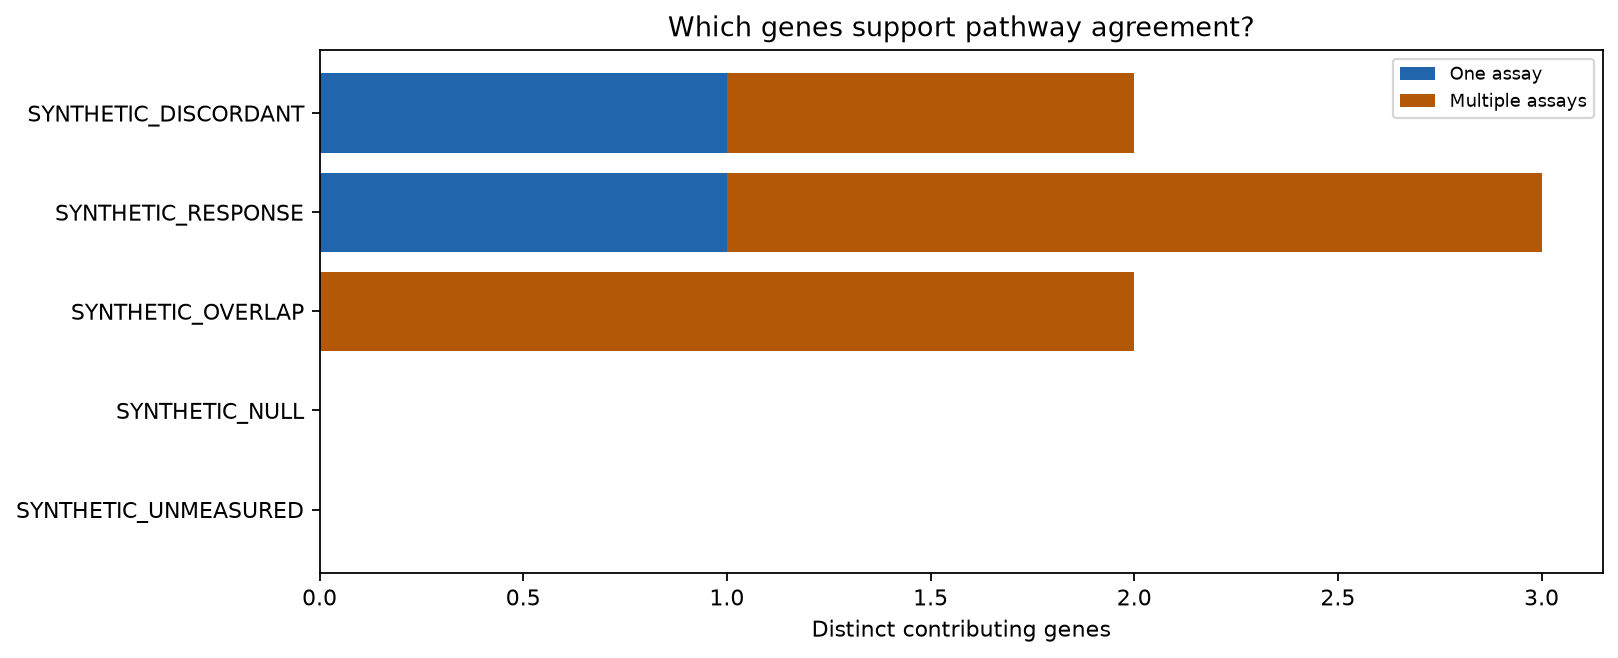 Which genes support pathway agreement?
One assay
Multiple assays
SYNTHETIC_DISCORDANT
SYNTHETIC_RESPONSE
SYNTHETIC_OVERLAP
SYNTHETIC_NULL
SYNTHETIC_UNMEASURED
0.0 0.5 1.0 1.5 2.0 2.5 3.0
Distinct contributing genes